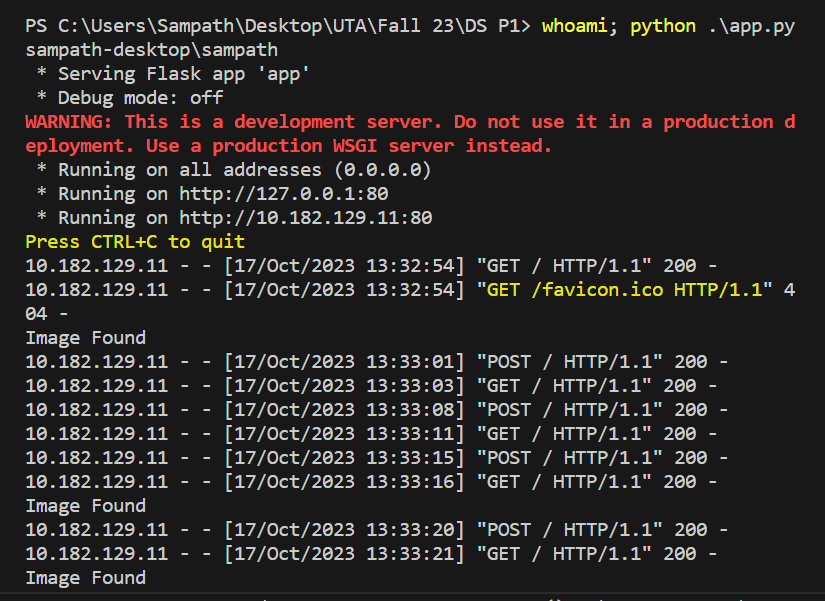 PS C:\Users\Sampath\Desktop\UTA\Fall 23\DS P1> whoami; python .\app.py
sampath-desktop\sampath
 * Serving Flask app 'app'
 * Debug mode: off
WARNING: This is a development server. Do not use it in a production d
eployment. Use a production WSGI server instead.
 * Running on all addresses (0.0.0.0)
 * Running on http://127.0.0.1:80
 * Running on http://10.182.129.11:80
Press CTRL+C to quit
10.182.129.11 - - [17/Oct/2023 13:32:54] "GET / HTTP/1.1" 200 -
10.182.129.11 - - [17/Oct/2023 13:32:54] "GET /favicon.ico HTTP/1.1" 4
04 -
Image Found
10.182.129.11 - - [17/Oct/2023 13:33:01] "POST / HTTP/1.1" 200 -
10.182.129.11 - - [17/Oct/2023 13:33:03] "GET / HTTP/1.1" 200 -
10.182.129.11 - - [17/Oct/2023 13:33:08] "POST / HTTP/1.1" 200 -
10.182.129.11 - - [17/Oct/2023 13:33:11] "GET / HTTP/1.1" 200 -
10.182.129.11 - - [17/Oct/2023 13:33:15] "POST / HTTP/1.1" 200 -
10.182.129.11 - - [17/Oct/2023 13:33:16] "GET / HTTP/1.1" 200 -
Image Found
10.182.129.11 - - [17/Oct/2023 13:33:20] "POST / HTTP/1.1" 200 -
10.182.129.11 - - [17/Oct/2023 13:33:21] "GET / HTTP/1.1" 200 -
Image Found